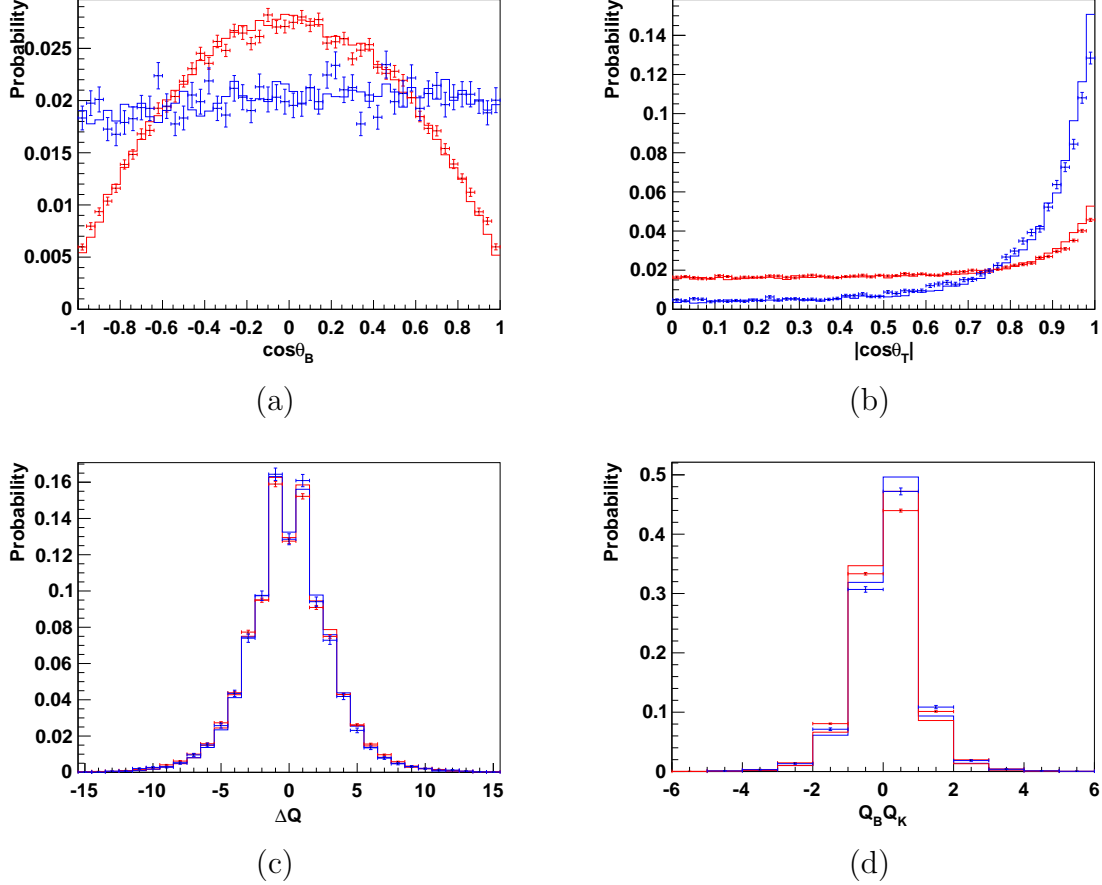 Probability
0.025
0.02
0.015
0.01
0.005
0
-1 -0.8 -0.6 -0.4 -0.2 0 0.2 0.4 0.6 0.8 1
cosθB
(a)
Probability
0.14
0.12
0.1
0.08
0.06
0.04
0.02
0
0 0.1 0.2 0.3 0.4 0.5 0.6 0.7 0.8 0.9 1
|cosθT|
(b)
Probability
0.16
0.14
0.12
0.1
0.08
0.06
0.04
0.02
0
-15 -10 -5 0 5 10 15
ΔQ
(c)
Probability
0.5
0.4
0.3
0.2
0.1
0
-6 -4 -2 0 2 4 6
QBQK
(d)